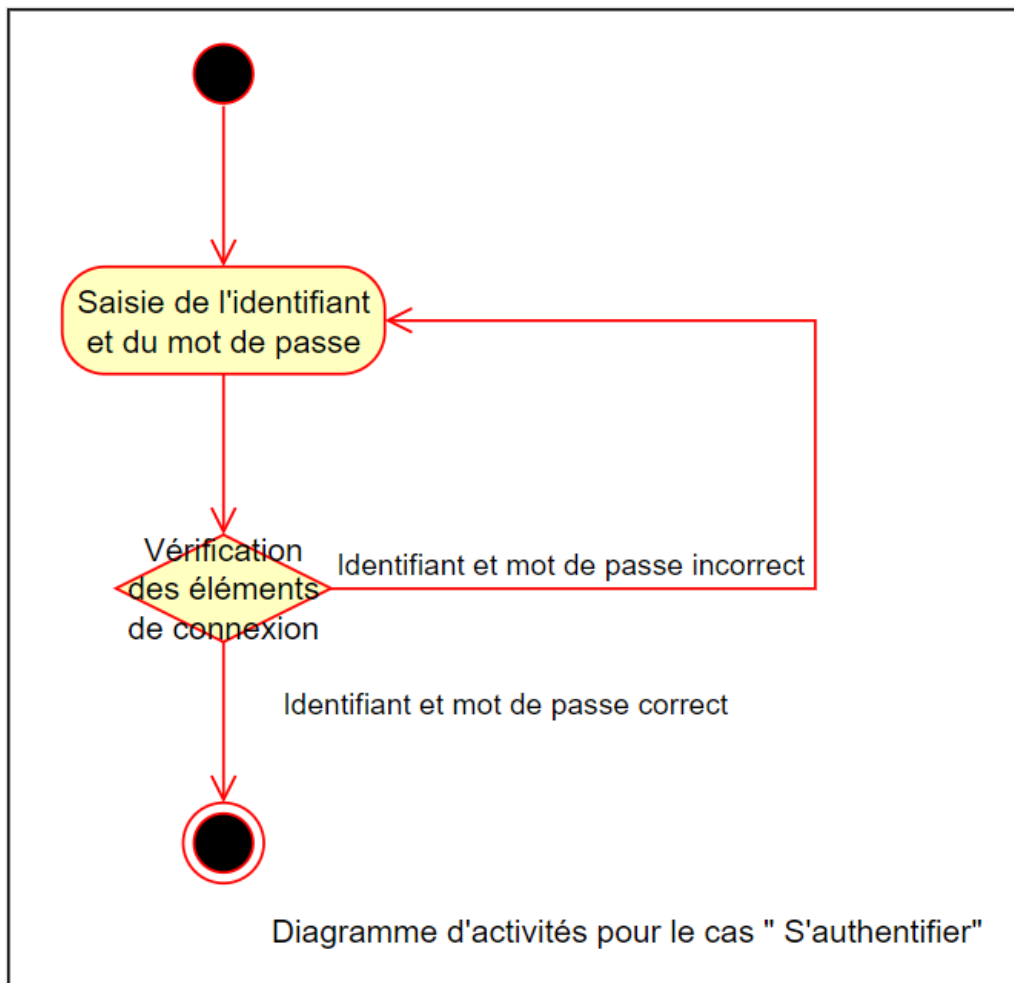 Saisie de l'identifiant
et du mot de passe
Vérification
des éléments
de connexion
Identifiant et mot de passe incorrect
Identifiant et mot de passe correct
Diagramme d'activités pour le cas " S'authentifier"